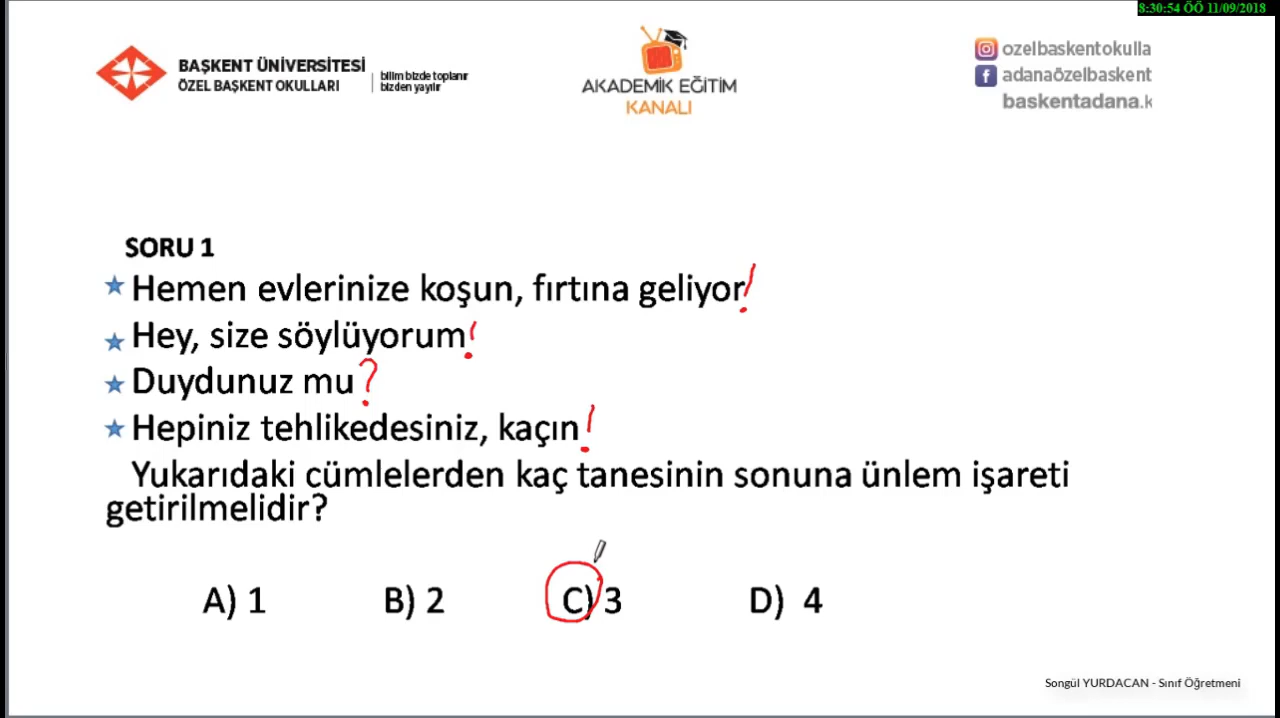 8:30:54 ÖÖ 11/09/2018
BAŞKENT ÜNİVERSİTESİ
ÖZEL BAŞKENT OKULLARI
bilim bizde toplanır
bizden yayılır
AKADEMİK EĞİTİM
KANALI
ozelbaskentokulla
adanaözelbaskent
baskentadana.k
SORU 1
Hemen evlerinize koşun, fırtına geliyor!
Hey, size söylüyorum!
Duydunuz mu?
Hepiniz tehlikedesiniz, kaçın!
Yukarıdaki cümlelerden kaç tanesinin sonuna ünlem işareti
getirilmelidir?
A) 1 B) 2 C) 3 D) 4
Songül YURDACAN - Sınıf Öğretmeni